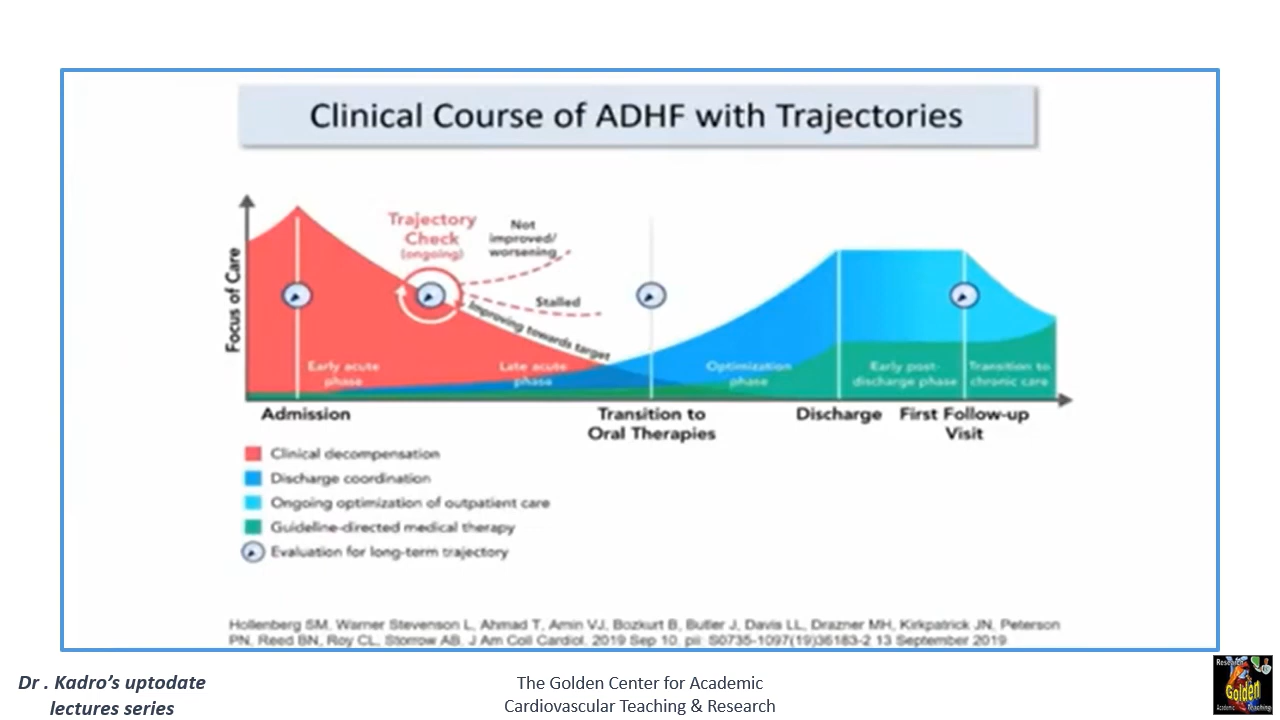 Clinical Course of ADHF with Trajectories
Focus of Care
Trajectory
Check
(ongoing)
Not
improved/
worsening
Stalled
Improving towards target
Early acute
phase
Late acute
phase
Optimization
phase
Early post-
discharge phase
Transition to
chronic care
Admission
Transition to
Oral Therapies
Discharge
First Follow-up
Visit
Clinical decompensation
Discharge coordination
Ongoing optimization of outpatient care
Guideline-directed medical therapy
Evaluation for long-term trajectory
Hollenberg SM, Warner Stevenson L, Ahmad T, Amin VJ, Bozkurt B, Butler J, Davis LL, Drazner MH, Kirkpatrick JN, Peterson
PN, Reed BN, Roy CL, Storrow AB. J Am Coll Cardiol. 2019 Sep 10. pii: S0735-1097(19)36183-2 13 September 2019
Dr . Kadro’s uptodate
lectures series
The Golden Center for Academic
Cardiovascular Teaching & Research
Research
Golden
Academic Teaching